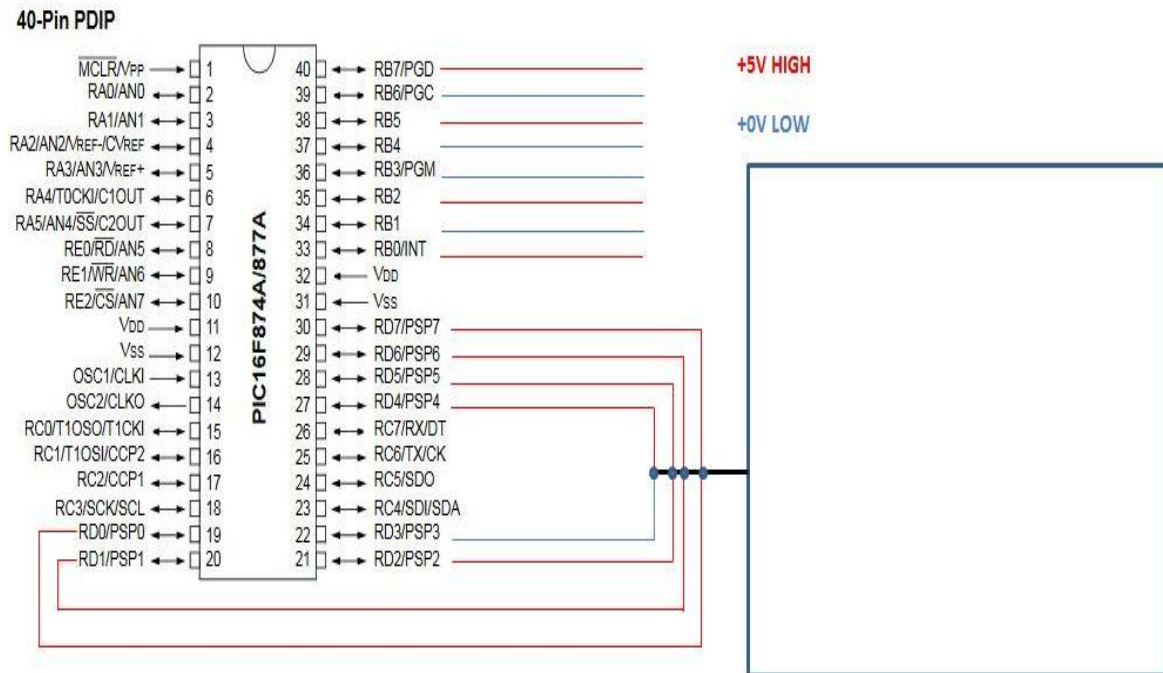 40-Pin PDIP
MCLR/VPP 1 40 RB7/PGD
RA0/AN0 2 39 RB6/PGC
RA1/AN1 3 38 RB5
RA2/AN2/VREF-/CVREF 4 37 RB4
RA3/AN3/VREF+ 5 36 RB3/PGM
RA4/T0CKI/C1OUT 6 35 RB2
RA5/AN4/SS/C2OUT 7 34 RB1
RE0/RD/AN5 8 33 RB0/INT
RE1/WR/AN6 9 32 VDD
RE2/CS/AN7 10 31 VSS
VDD 11 30 RD7/PSP7
VSS 12 29 RD6/PSP6
OSC1/CLKI 13 28 RD5/PSP5
OSC2/CLKO 14 27 RD4/PSP4
RC0/T1OSO/T1CKI 15 26 RC7/RX/DT
RC1/T1OSI/CCP2 16 25 RC6/TX/CK
RC2/CCP1 17 24 RC5/SDO
RC3/SCK/SCL 18 23 RC4/SDI/SDA
RD0/PSP0 19 22 RD3/PSP3
RD1/PSP1 20 21 RD2/PSP2
PIC16F874A/877A
+5V HIGH
+0V LOW